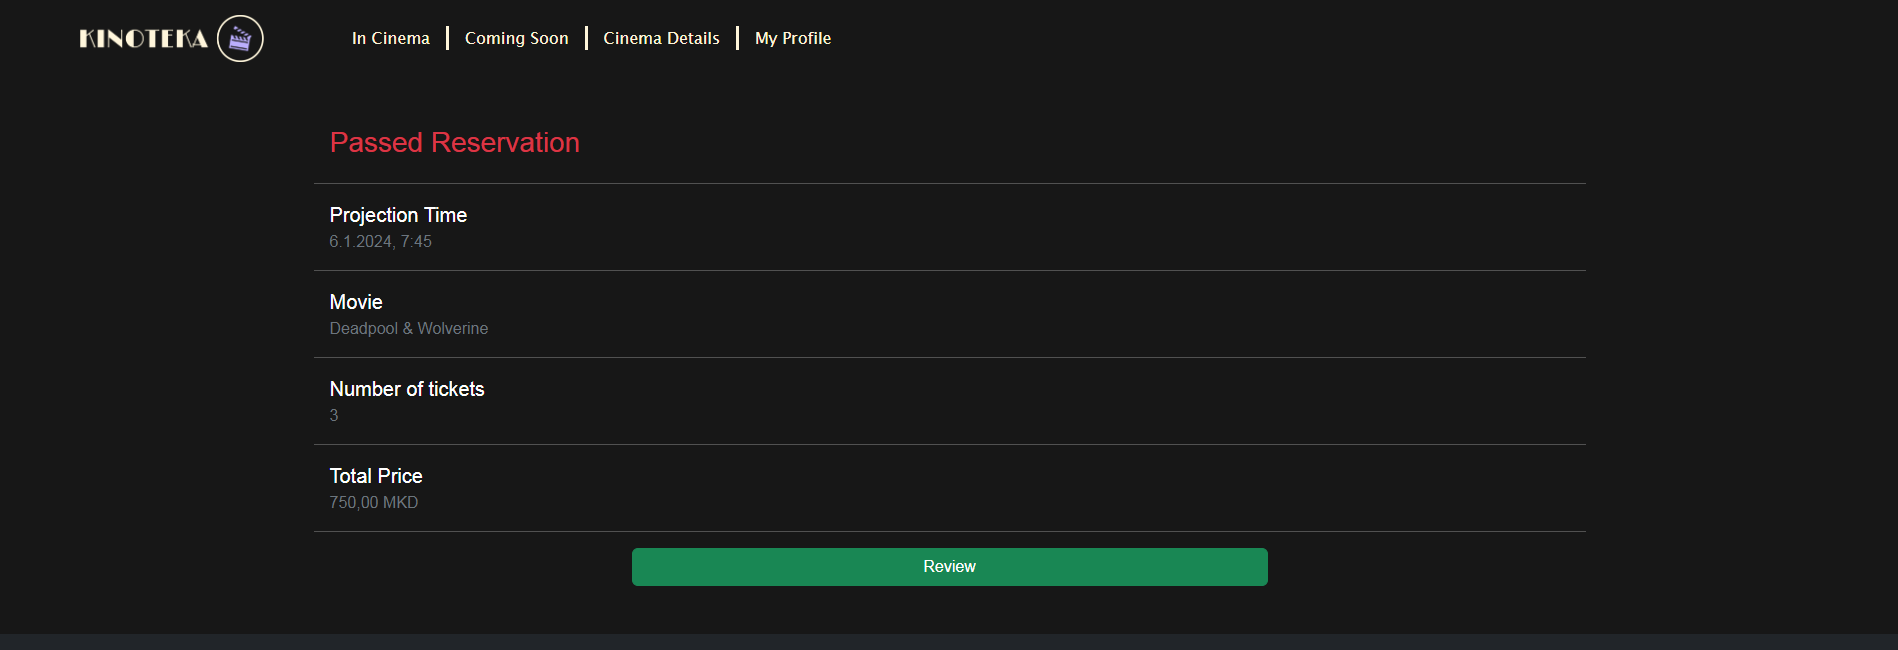 KINOTEKA
In Cinema
Coming Soon
Cinema Details
My Profile
Passed Reservation
Projection Time
6.1.2024, 7:45
Movie
Deadpool & Wolverine
Number of tickets
3
Total Price
750,00 MKD
Review